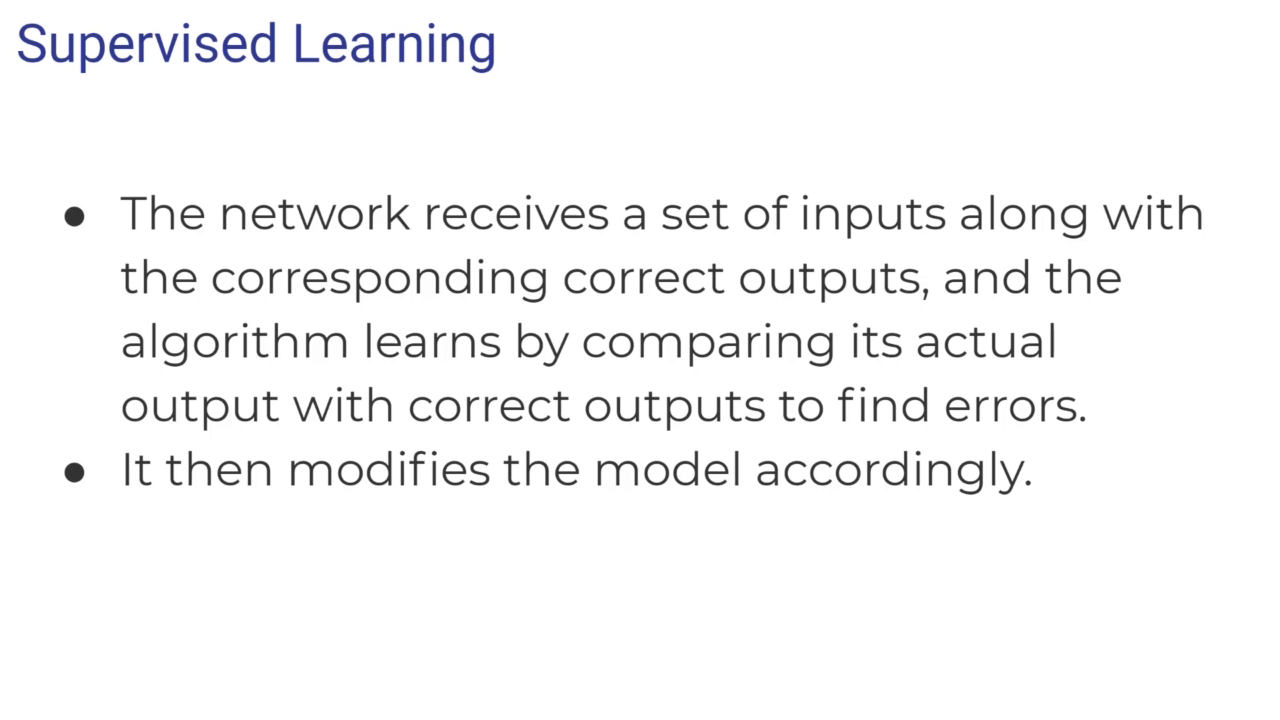 Supervised Learning
● The network receives a set of inputs along with
the corresponding correct outputs, and the
algorithm learns by comparing its actual
output with correct outputs to find errors.
● It then modifies the model accordingly.